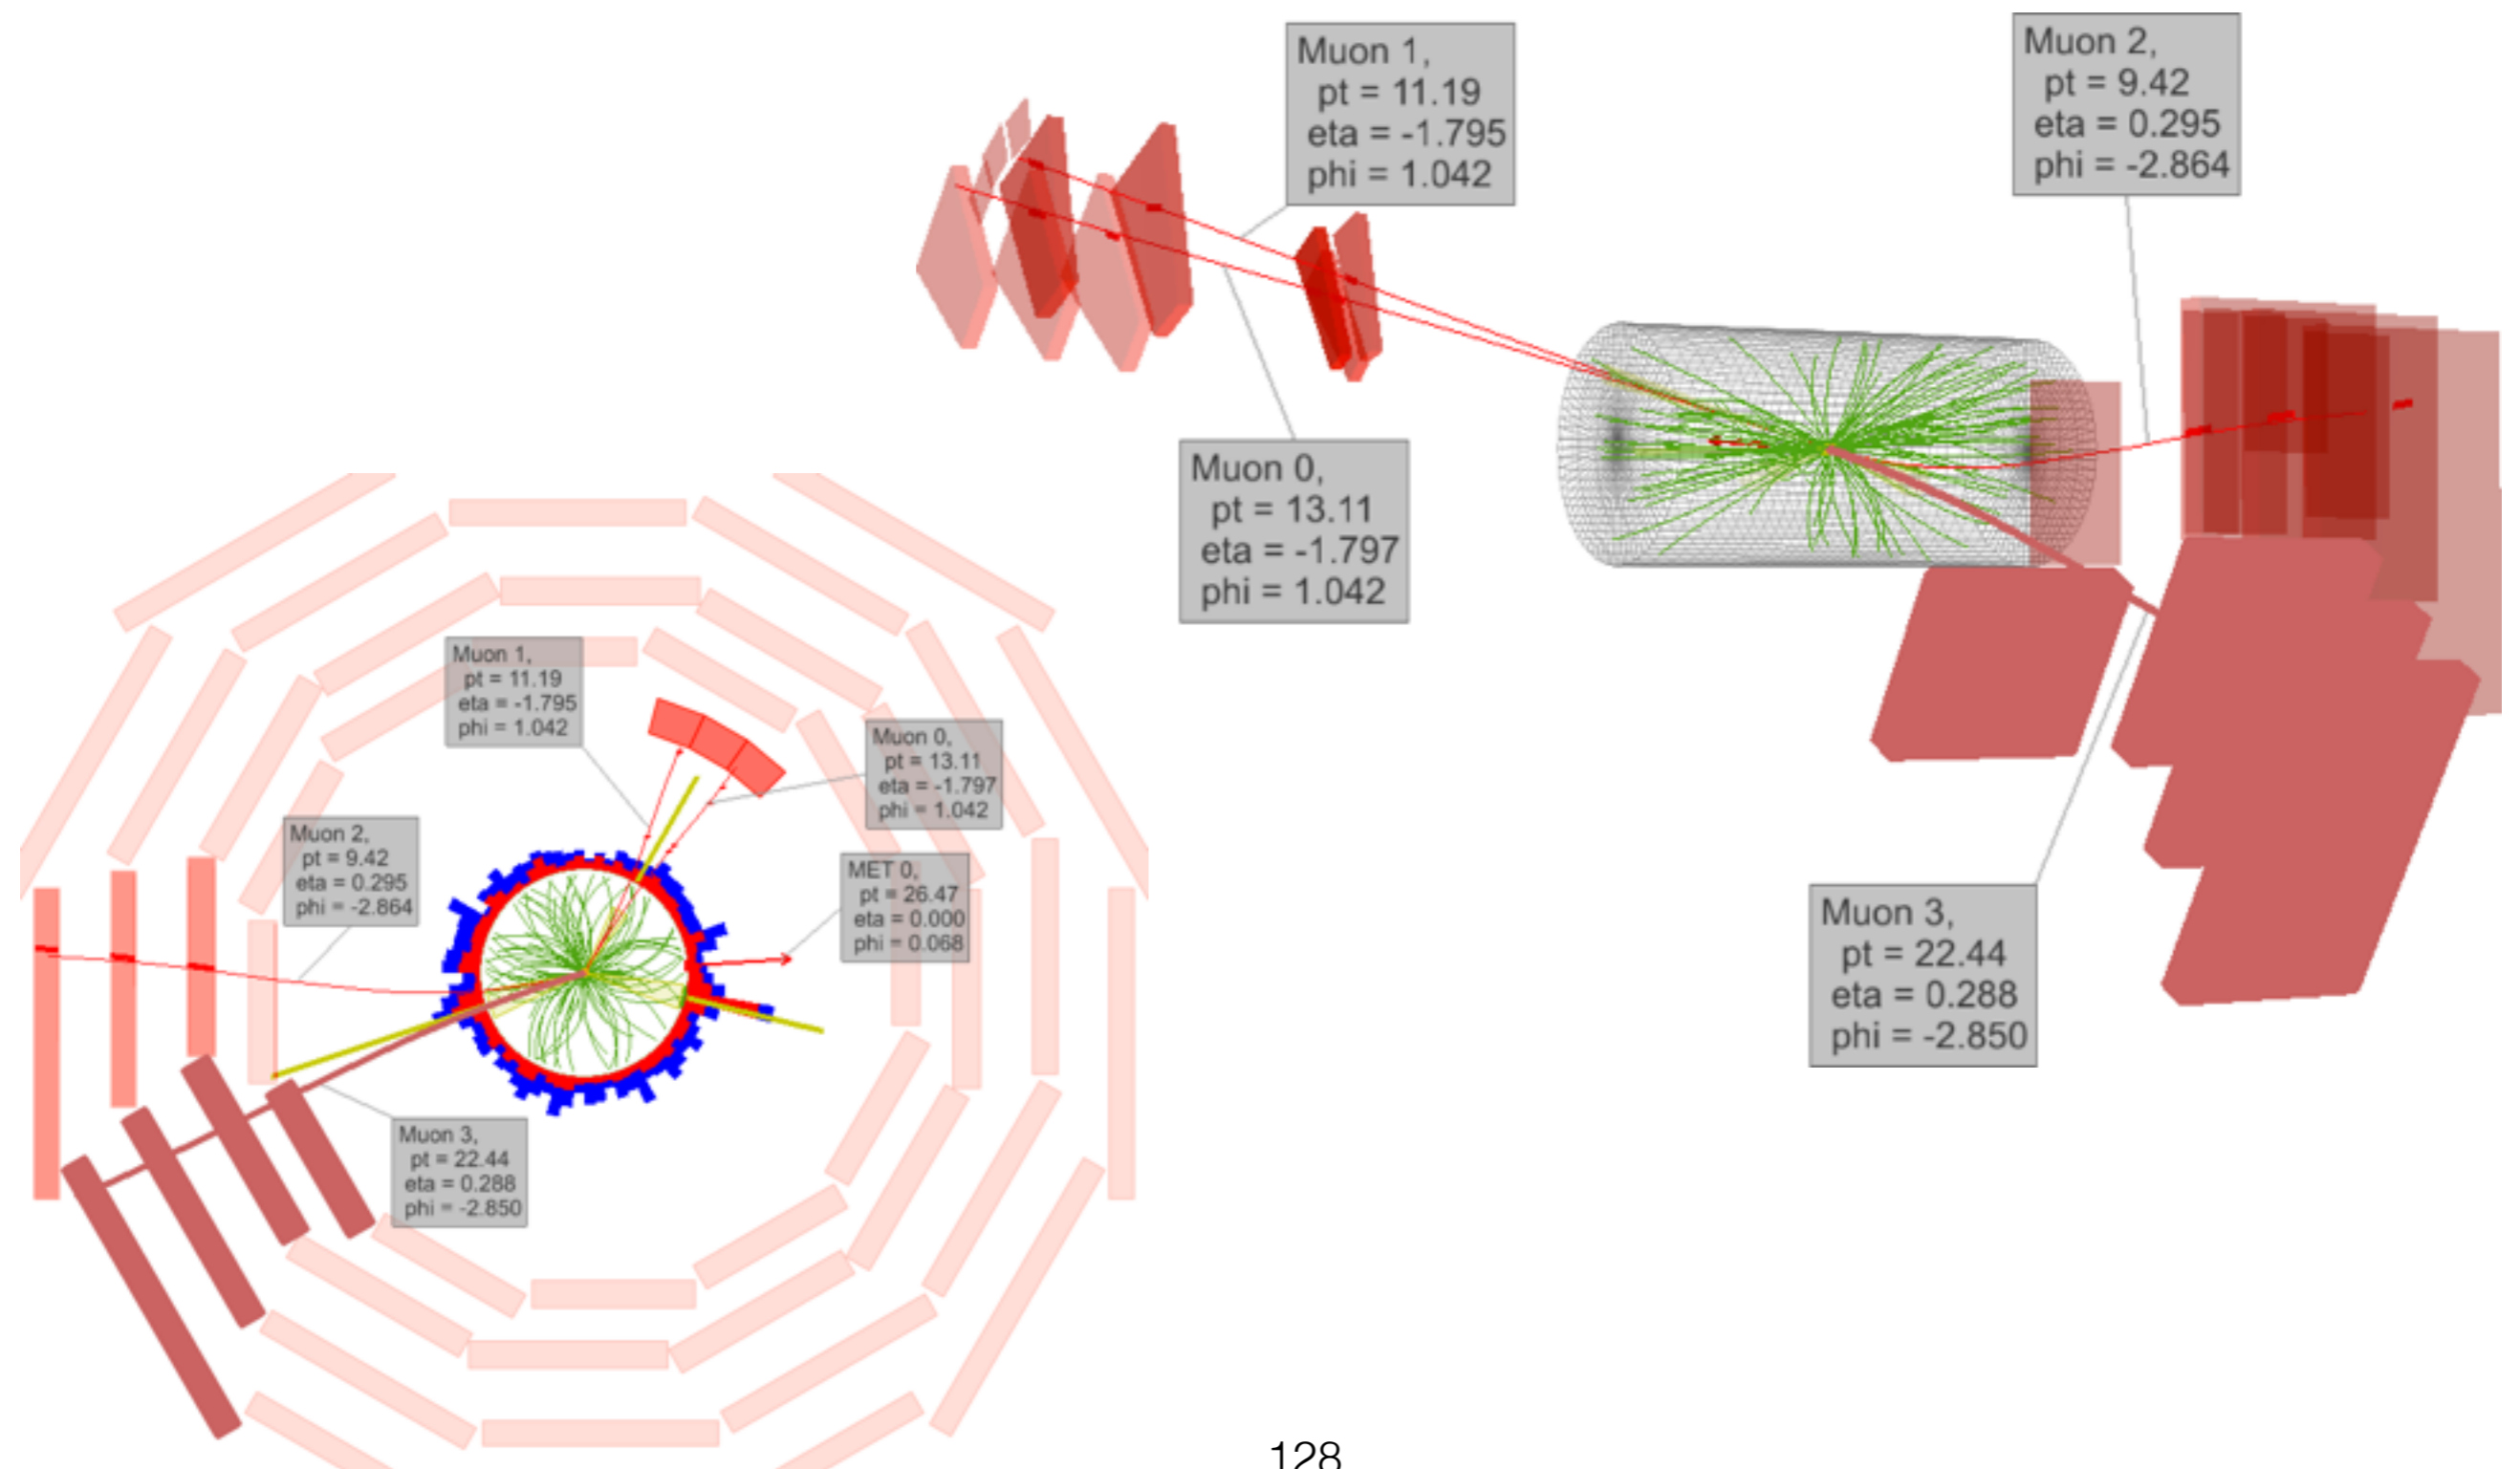 Muon 1,
pt = 11.19
eta = -1.795
phi = 1.042
Muon 2,
pt = 9.42
eta = 0.295
phi = -2.864
Muon 0,
pt = 13.11
eta = -1.797
phi = 1.042
Muon 3,
pt = 22.44
eta = 0.288
phi = -2.850
Muon 1,
pt = 11.19
eta = -1.795
phi = 1.042
Muon 0,
pt = 13.11
eta = -1.797
phi = 1.042
Muon 2,
pt = 9.42
eta = 0.295
phi = -2.864
MET 0,
pt = 26.47
eta = 0.000
phi = 0.068
Muon 3,
pt = 22.44
eta = 0.288
phi = -2.850
128